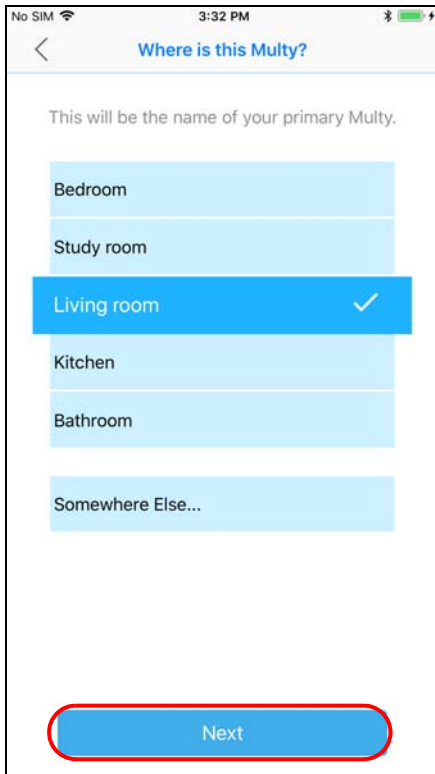 No SIM 3:32 PM
Where is this Multy?
This will be the name of your primary Multy.
Bedroom
Study room
Living room
Kitchen
Bathroom
Somewhere Else...
Next